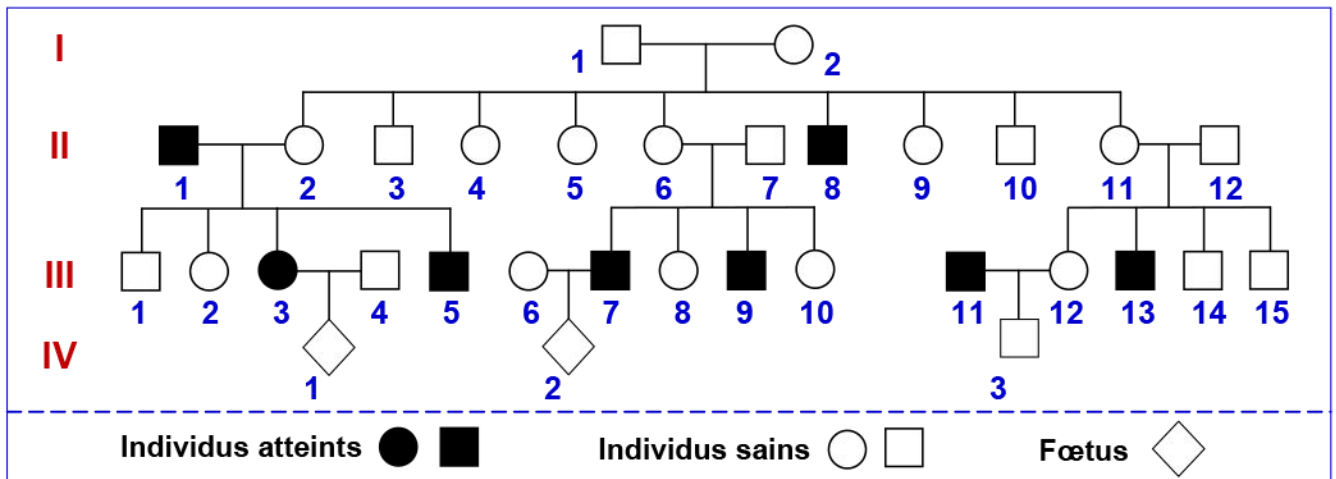 I 1 2
II 1 2 3 4 5 6 7 8 9 10 11 12
III 1 2 3 4 5 6 7 8 9 10 11 12 13 14 15
IV 1 2 3
Individus atteints Individus sains Fœtus